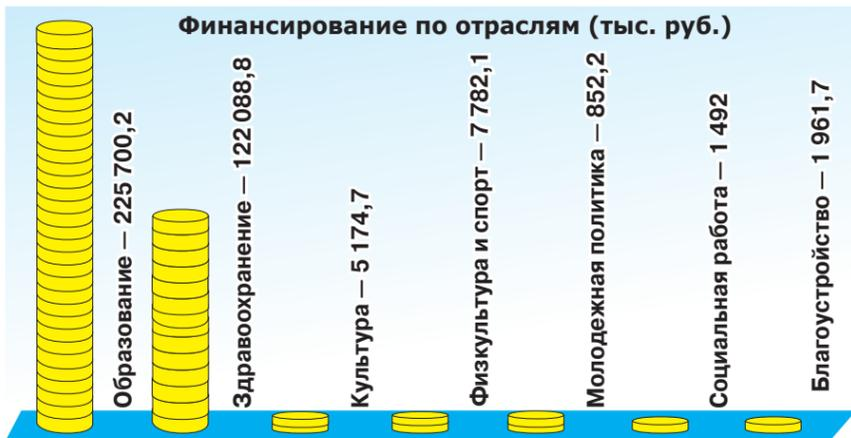 Финансирование по отраслям (тыс. руб.)
Образование — 225 700,2
Здравоохранение — 122 088,8
Культура — 5 174,7
Физкультура и спорт — 7 782,1
Молодежная политика — 852,2
Социальная работа — 1 492
Благоустройство — 1 961,7